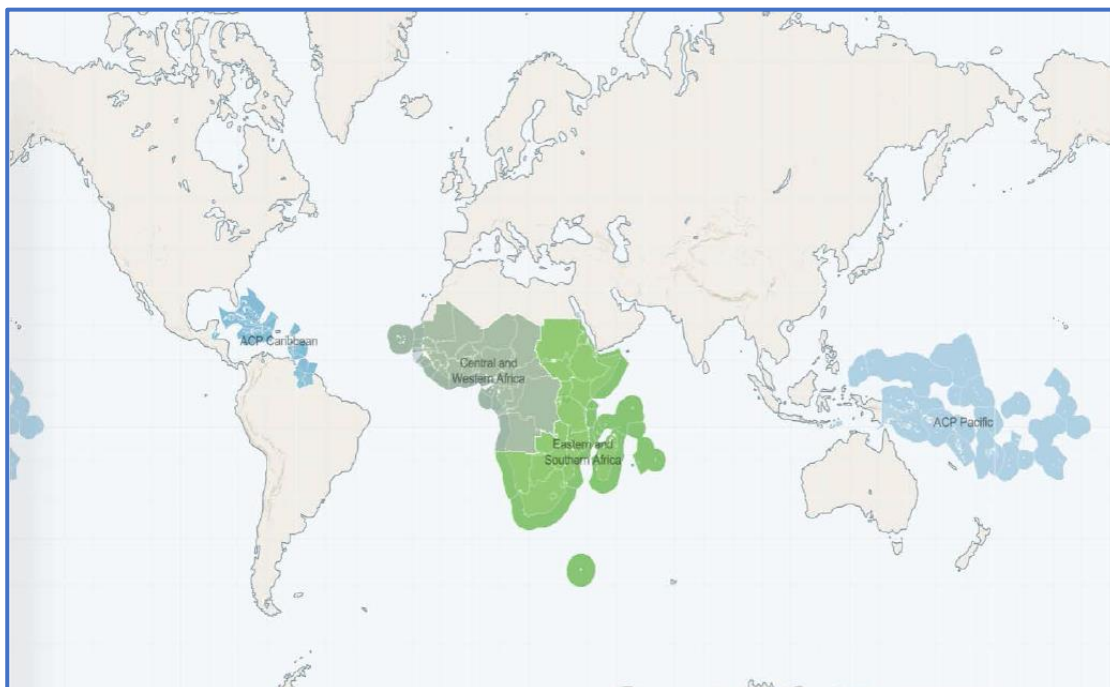 ACP Caribbean
Central and
Western Africa
Eastern and
Southern Africa
ACP Pacific